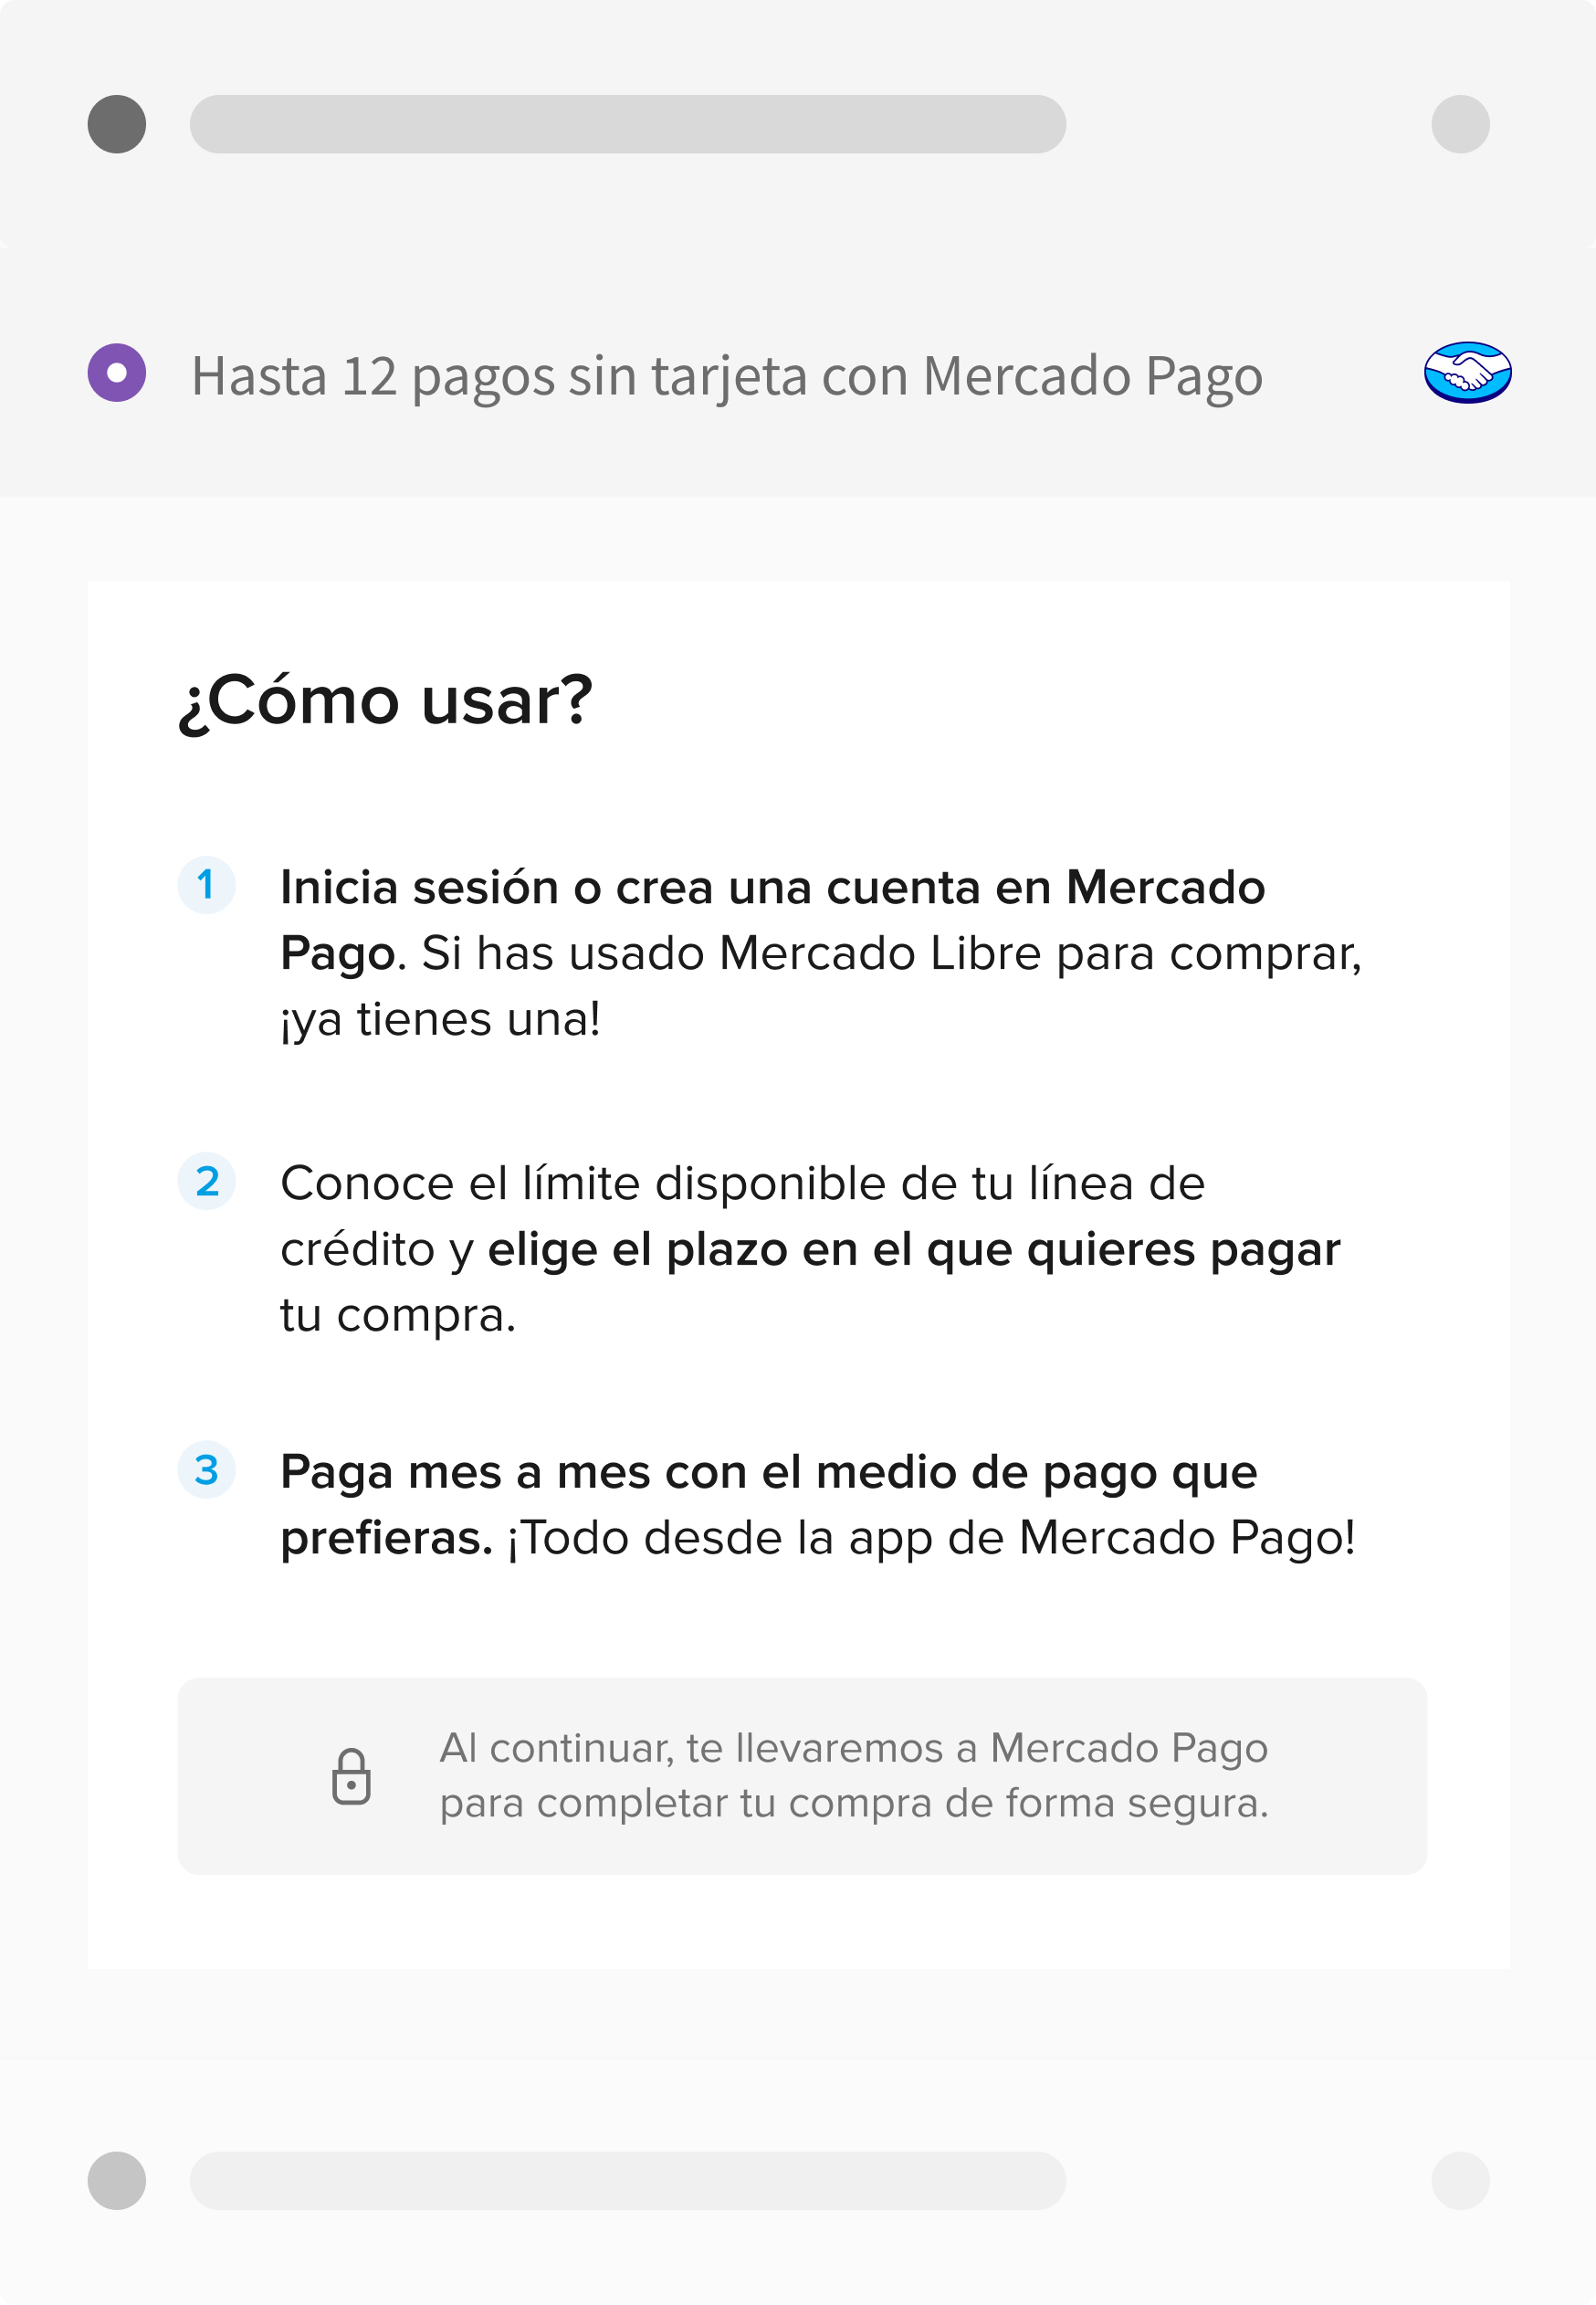 Hasta 12 pagos sin tarjeta con Mercado Pago
¿Cómo usar?
1 Inicia sesión o crea una cuenta en Mercado
Pago. Si has usado Mercado Libre para comprar,
¡ya tienes una!
2 Conoce el límite disponible de tu línea de
crédito y elige el plazo en el que quieres pagar
tu compra.
3 Paga mes a mes con el medio de pago que
prefieras. ¡Todo desde la app de Mercado Pago!
Al continuar, te llevaremos a Mercado Pago
para completar tu compra de forma segura.